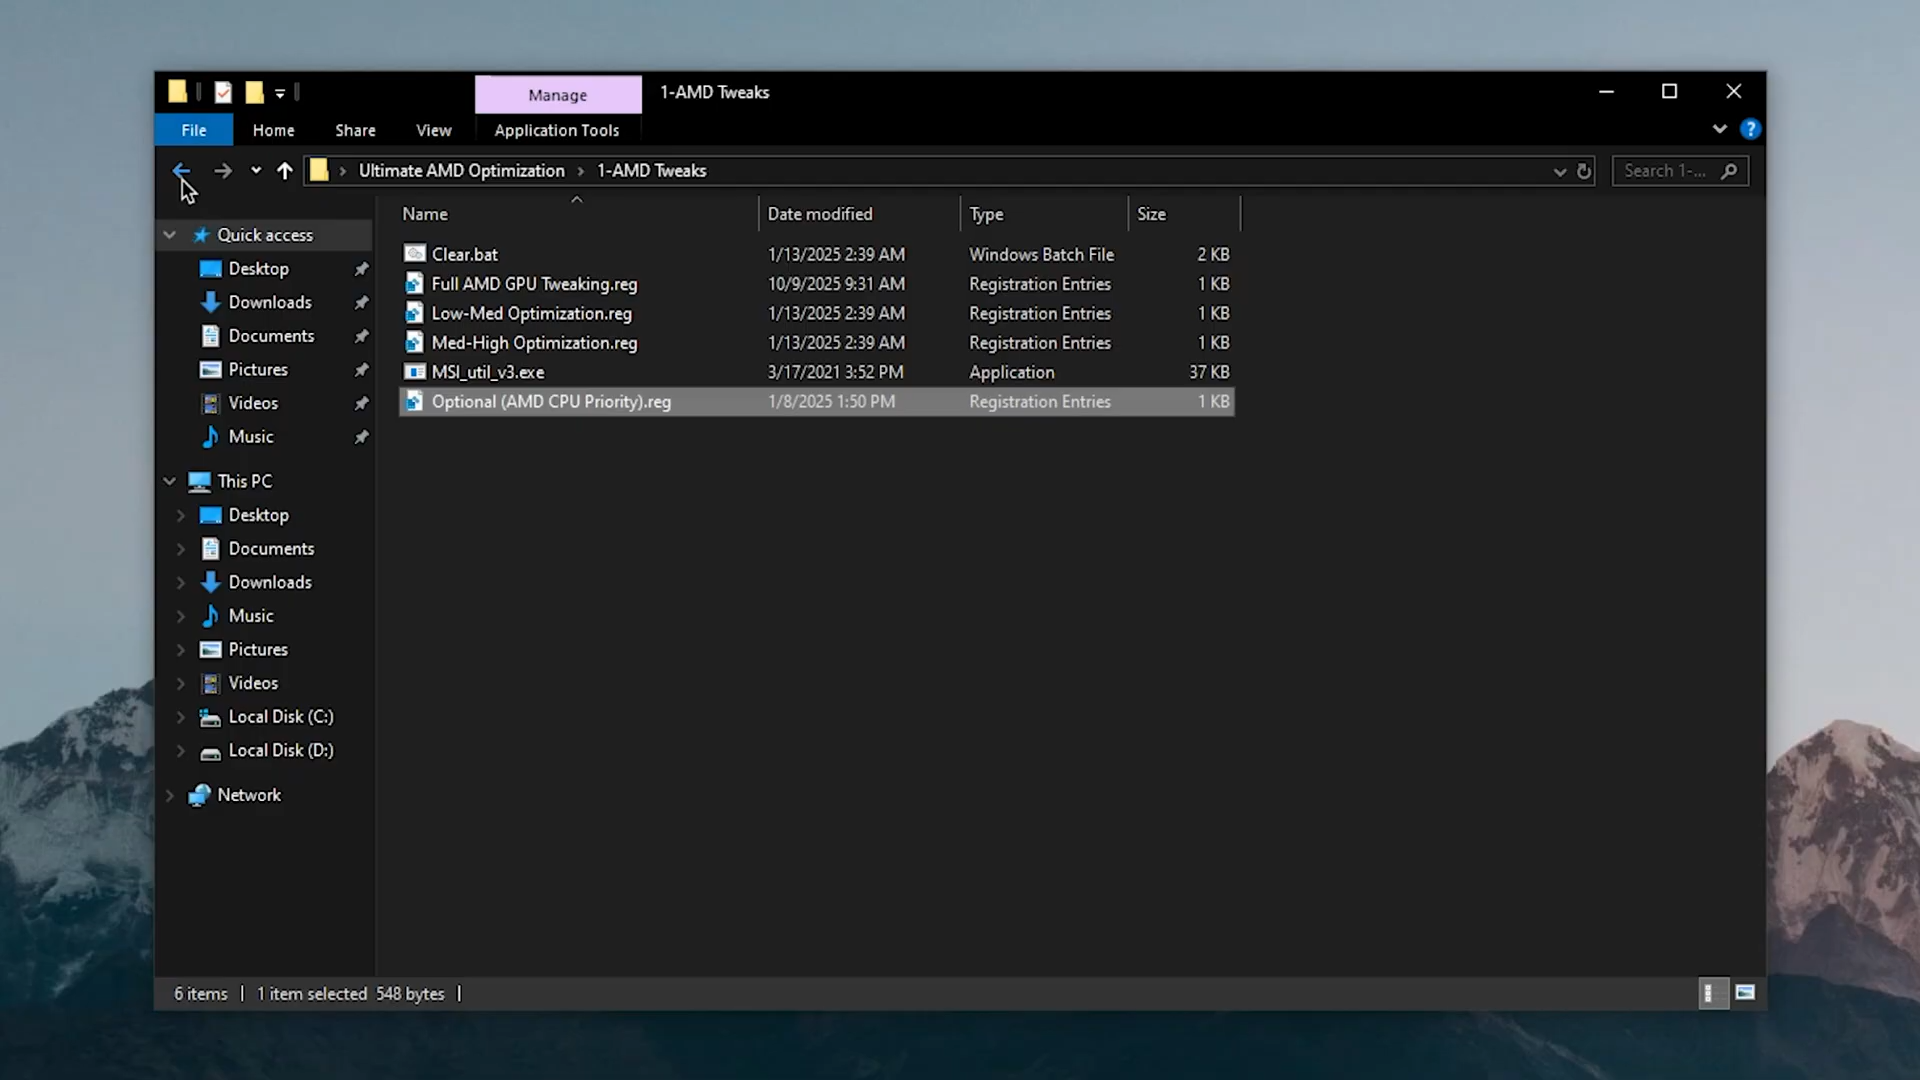 Manage
1-AMD Tweaks
File
Home
Share
View
Application Tools
Ultimate AMD Optimization
1-AMD Tweaks
Search 1-...
Name
Date modified
Type
Size
Clear.bat 1/13/2025 2:39 AM Windows Batch File 2 KB
Full AMD GPU Tweaking.reg 10/9/2025 9:31 AM Registration Entries 1 KB
Low-Med Optimization.reg 1/13/2025 2:39 AM Registration Entries 1 KB
Med-High Optimization.reg 1/13/2025 2:39 AM Registration Entries 1 KB
MSI_util_v3.exe 3/17/2021 3:52 PM Application 37 KB
Optional (AMD CPU Priority).reg 1/8/2025 1:50 PM Registration Entries 1 KB
Quick access
Desktop
Downloads
Documents
Pictures
Videos
Music
This PC
Desktop
Documents
Downloads
Music
Pictures
Videos
Local Disk (C:)
Local Disk (D:)
Network
6 items
1 item selected 548 bytes